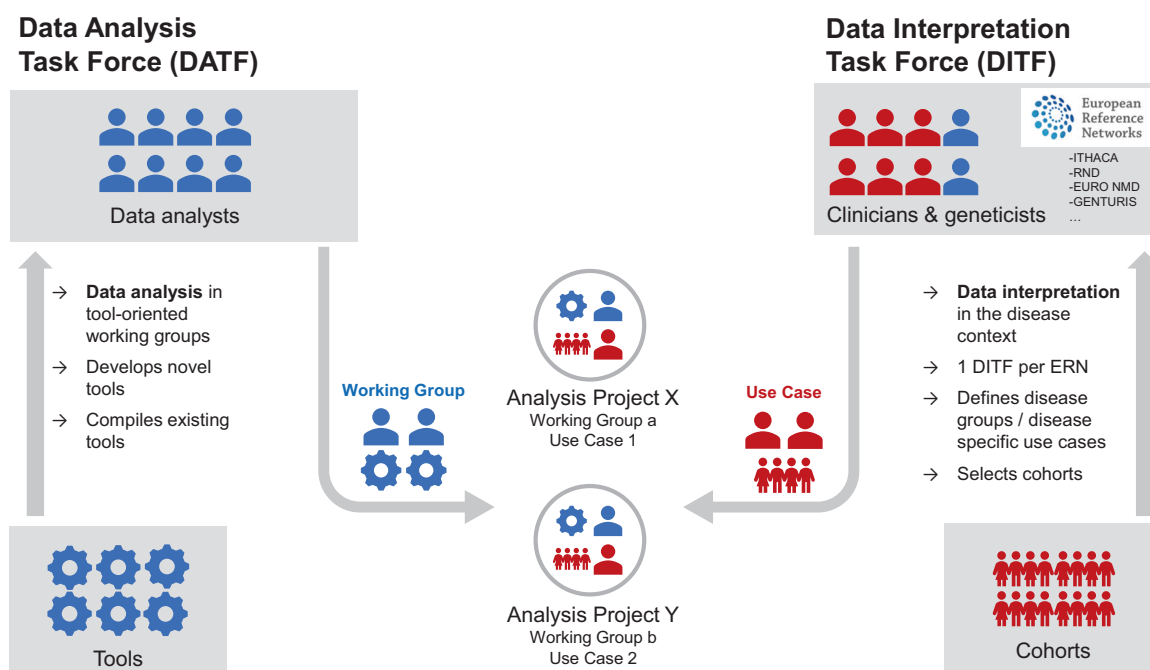 Data Analysis
Task Force (DATF)
Data analysts
→ Data analysis in
tool-oriented
working groups
→ Develops novel
tools
→ Compiles existing
tools
Tools
Working Group
Analysis Project X
Working Group a
Use Case 1
Analysis Project Y
Working Group b
Use Case 2
Use Case
Data Interpretation
Task Force (DITF)
European
Reference
Networks
-ITHACA
-RND
-EURO NMD
-GENTURIS
...
Clinicians & geneticists
→ Data interpretation
in the disease
context
→ 1 DITF per ERN
→ Defines disease
groups / disease
specific use cases
→ Selects cohorts
Cohorts